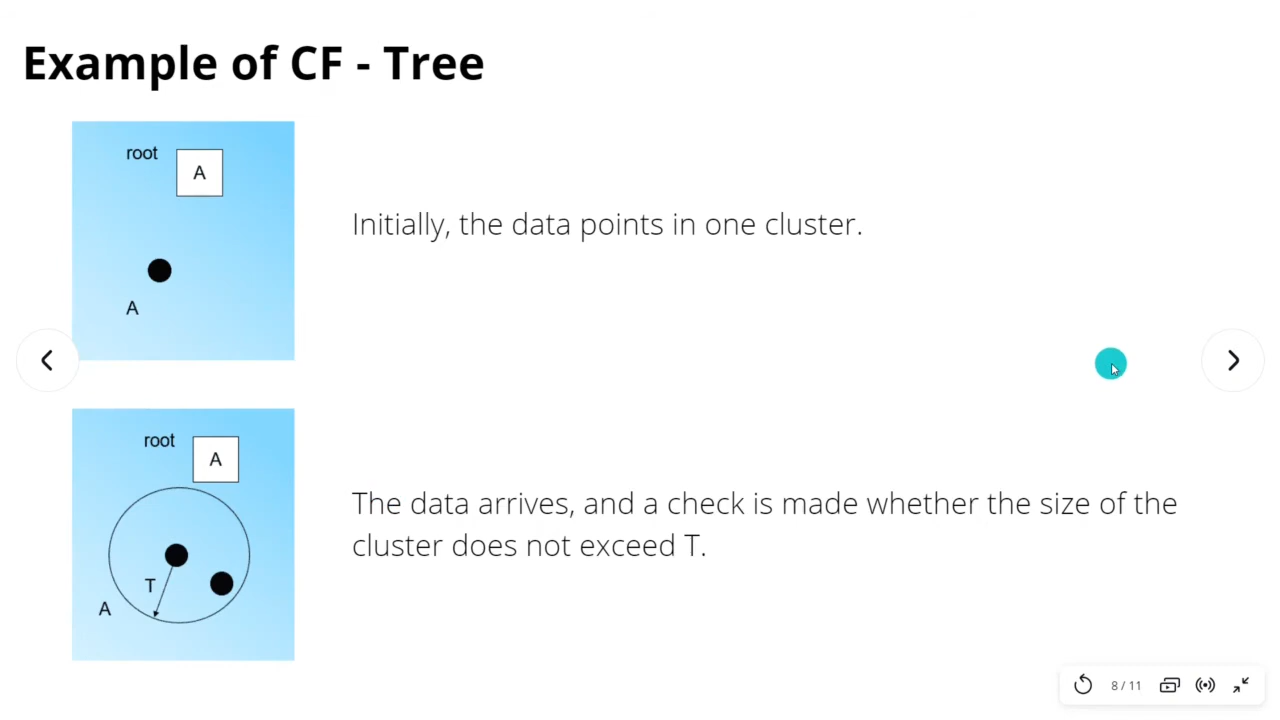 Example of CF - Tree
root
A
A
Initially, the data points in one cluster.
root
A
T
A
The data arrives, and a check is made whether the size of the
cluster does not exceed T.
8 / 11